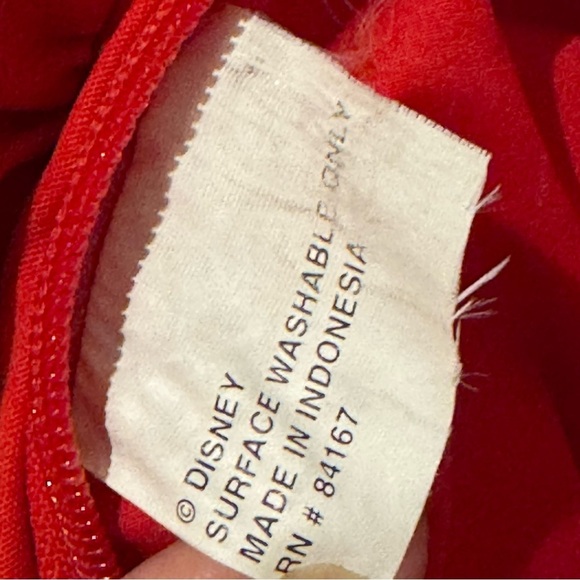 © DISNEY
SURFACE WASHABLE ONLY
MADE IN INDONESIA
RN # 84167